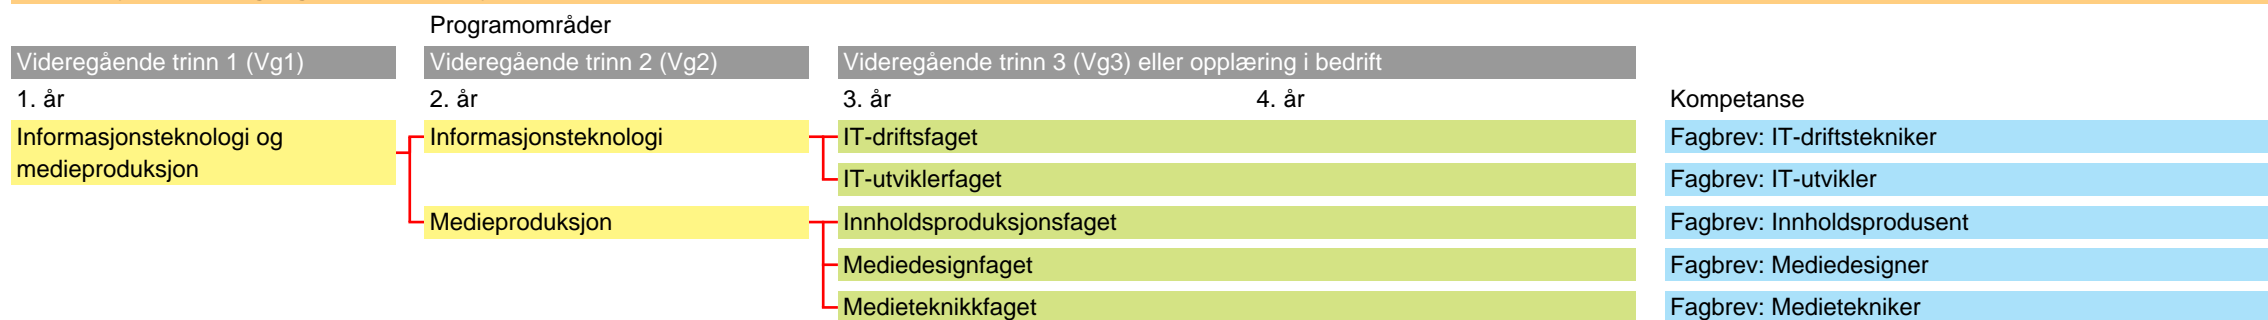 Programområder
Videregående trinn 1 (Vg1) Videregående trinn 2 (Vg2) Videregående trinn 3 (Vg3) eller opplæring i bedrift
1. år 2. år 3. år 4. år Kompetanse
Informasjonsteknologi og Informasjonsteknologi IT-driftsfaget Fagbrev: IT-driftstekniker
medieproduksjon
IT-utviklerfaget Fagbrev: IT-utvikler
Medieproduksjon Innholdsproduksjonsfaget Fagbrev: Innholdsprodusent
Mediedesignfaget Fagbrev: Mediedesigner
Medieteknikkfaget Fagbrev: Medietekniker